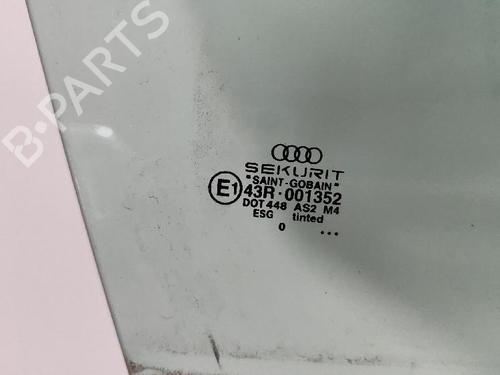 B-PARTS
SEKURIT
"SAINT-GOBAIN"
E1 43R-001352
DOT 448 AS2 M4
ESG tinted
0 ...